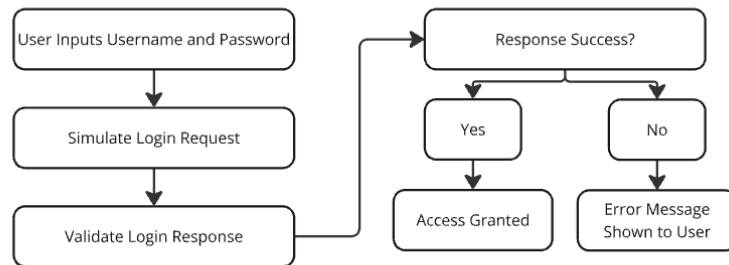 User Inputs Username and Password
Simulate Login Request
Validate Login Response
Response Success?
Yes
No
Access Granted
Error Message
Shown to User